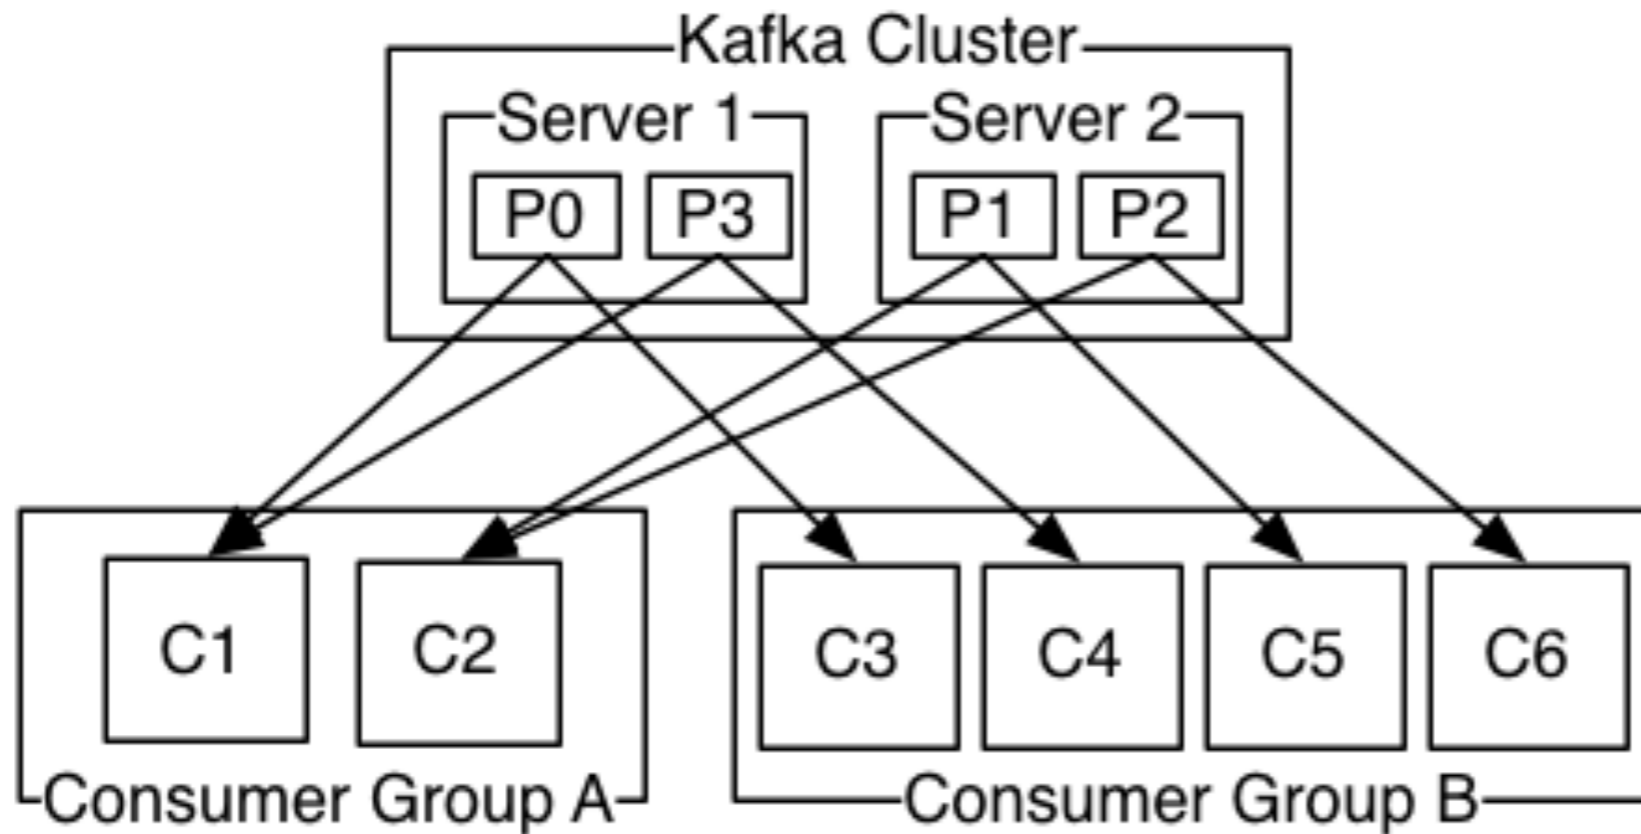 Kafka Cluster
Server 1 Server 2
P0 P3 P1 P2
C1 C2 C3 C4 C5 C6
Consumer Group A Consumer Group B